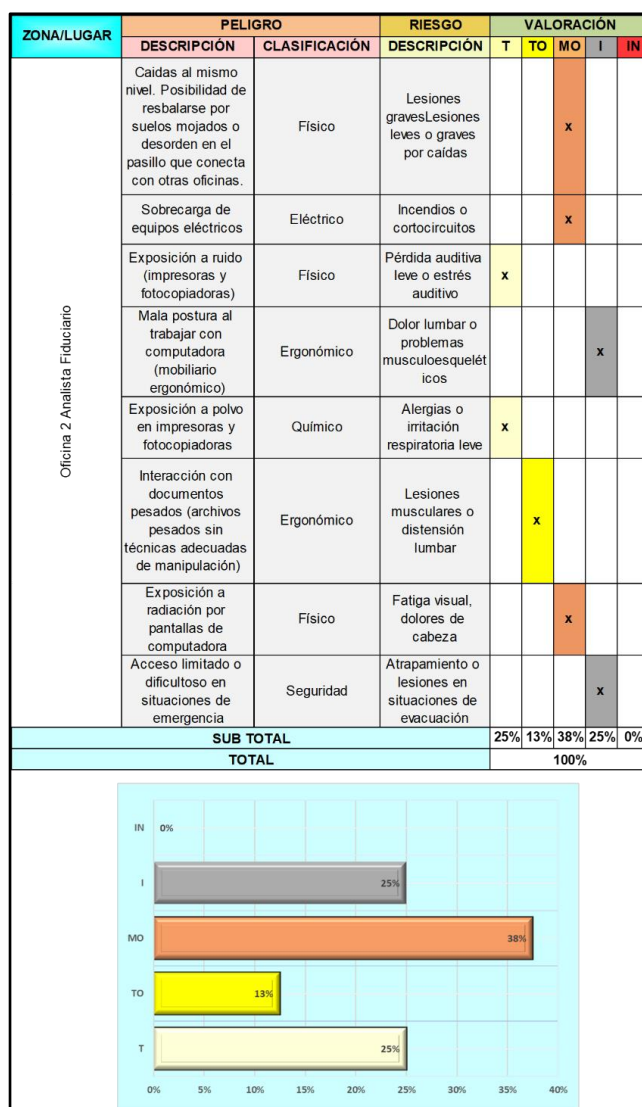 ZONA/LUGAR
PELIGRO
RIESGO
VALORACIÓN
DESCRIPCIÓN
CLASIFICACIÓN
DESCRIPCIÓN
T
TO
MO
I
IN
Oficina 2 Analista Fiduciario
Caidas al mismo
nivel. Posibilidad de
resbalarse por
suelos mojados o
desorden en el
pasillo que conecta
con otras oficinas.
Físico
Lesiones
gravesLesiones
leves o graves
por caídas
x
Sobrecarga de
equipos eléctricos
Eléctrico
Incendios o
cortocircuitos
x
Exposición a ruido
(impresoras y
fotocopiadoras)
Físico
Pérdida auditiva
leve o estrés
auditivo
x
Mala postura al
trabajar con
computadora
(mobiliario
ergonómico)
Ergonómico
Dolor lumbar o
problemas
musculoesquelét
icos
x
Exposición a polvo
en impresoras y
fotocopiadoras
Químico
Alergias o
irritación
respiratoria leve
x
Interacción con
documentos
pesados (archivos
pesados sin
técnicas adecuadas
de manipulación)
Ergonómico
Lesiones
musculares o
distensión
lumbar
x
Exposición a
radiación por
pantallas de
computadora
Físico
Fatiga visual,
dolores de
cabeza
x
Acceso limitado o
dificultoso en
situaciones de
emergencia
Seguridad
Atrapamiento o
lesiones en
situaciones de
evacuación
x
SUB TOTAL
25% 13% 38% 25% 0%
TOTAL
100%
IN 0%
I 25%
MO 38%
TO 13%
T 25%
0% 5% 10% 15% 20% 25% 30% 35% 40%